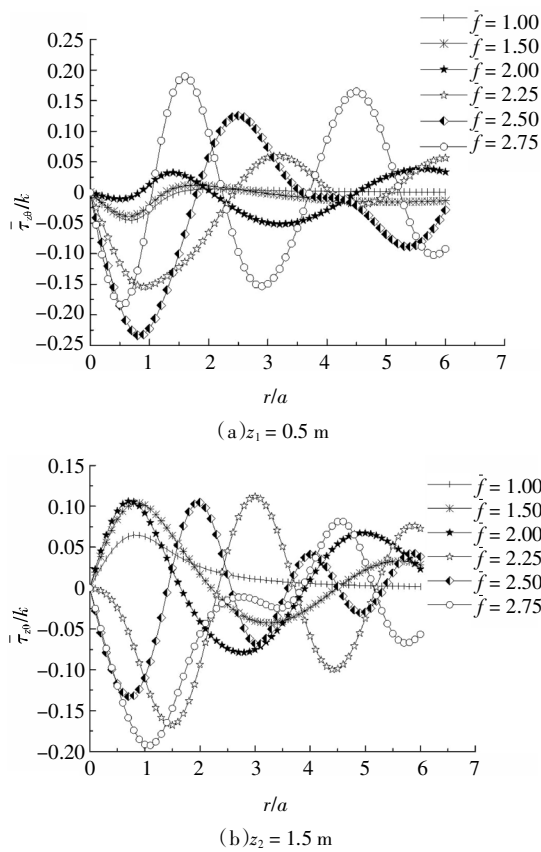 0.25
0.20
0.15
0.10
0.05
0
−0.05
−0.10
−0.15
−0.20
−0.25
τ̄zθ/k
0 1 2 3 4 5 6 7
r/a
f̄ = 1.00
f̄ = 1.50
f̄ = 2.00
f̄ = 2.25
f̄ = 2.50
f̄ = 2.75
(a)z₁ = 0.5 m
0.15
0.10
0.05
0
−0.05
−0.10
−0.15
−0.20
τ̄zθ/k
0 1 2 3 4 5 6 7
r/a
f̄ = 1.00
f̄ = 1.50
f̄ = 2.00
f̄ = 2.25
f̄ = 2.50
f̄ = 2.75
(b)z₂ = 1.5 m